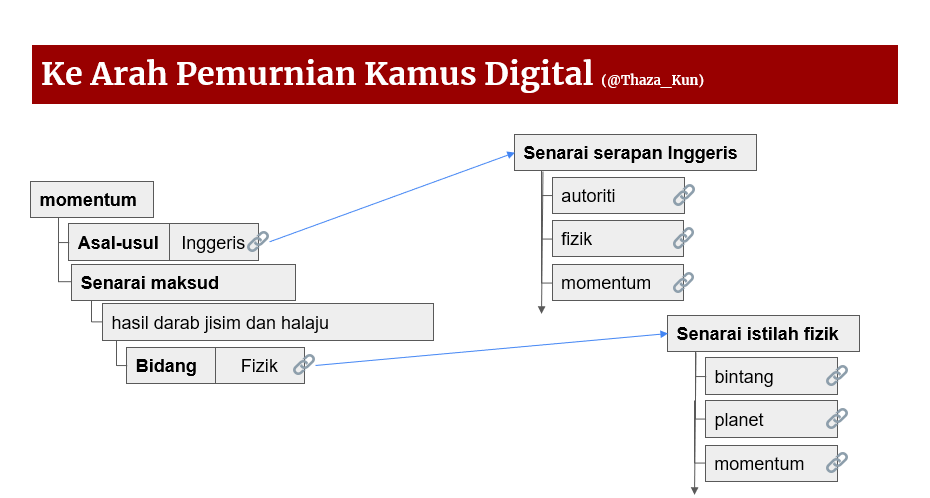 Ke Arah Pemurnian Kamus Digital (@Thaza_Kun)
momentum
Asal-usul Inggeris
Senarai maksud
hasil darab jisim dan halaju
Bidang Fizik
Senarai serapan Inggeris
autoriti
fizik
momentum
Senarai istilah fizik
bintang
planet
momentum